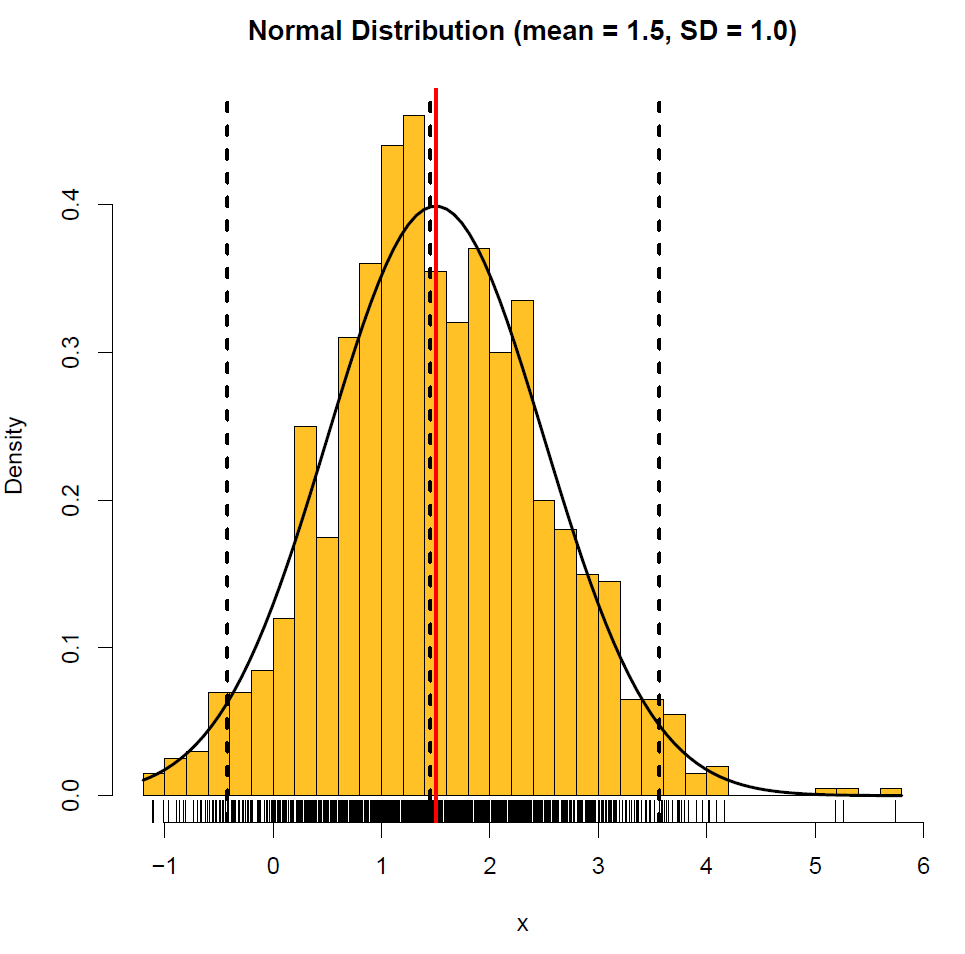 Normal Distribution (mean = 1.5, SD = 1.0)
Density
0.4
0.3
0.2
0.1
0.0
−1 0 1 2 3 4 5 6
x